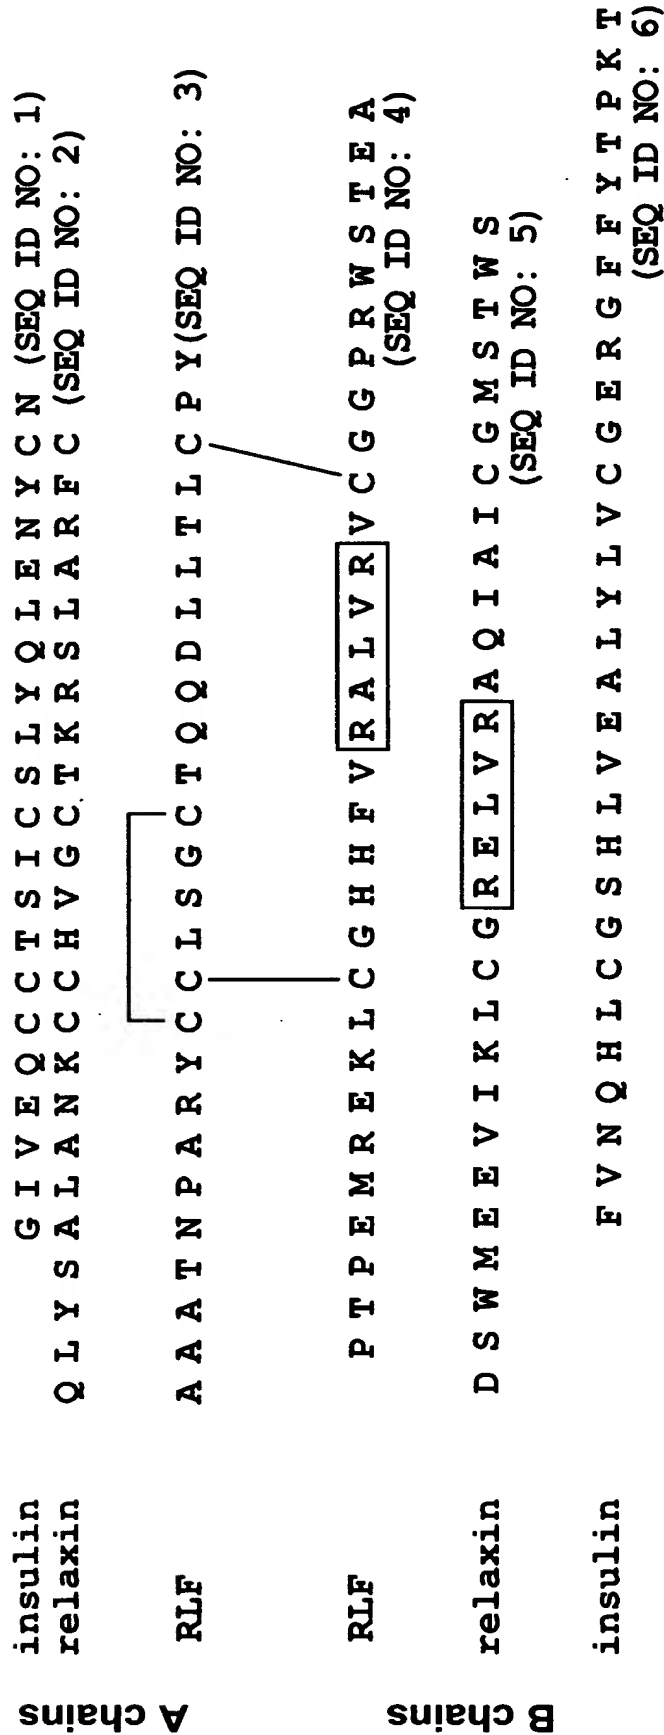 A chains
insulin G I V E Q C C T S I C S L Y Q L E N Y C N (SEQ ID NO: 1)
relaxin Q L Y S A L A N K C C H V G C T K R S L A R F C (SEQ ID NO: 2)
RLF A A A T N P A R Y C C L S G C T Q Q D L L T L C P Y(SEQ ID NO: 3)
B chains
RLF P T P E M R E K L C G H H F V R A L V R V C G G P R W S T E A
(SEQ ID NO: 4)
relaxin D S W M E E V I K L C G R E L V R A Q I A I C G M S T W S
(SEQ ID NO: 5)
insulin F V N Q H L C G S H L V E A L Y L V C G E R G F F Y T P K T
(SEQ ID NO: 6)